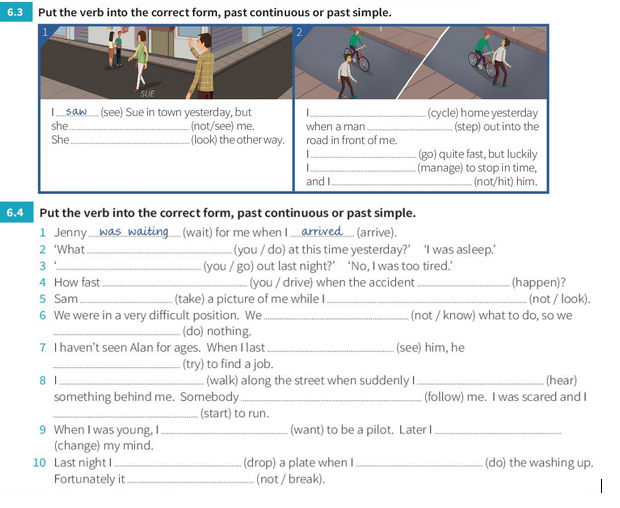 6.3 Put the verb into the correct form, past continuous or past simple.
1
SUE
I saw (see) Sue in town yesterday, but
she (not/see) me.
She (look) the other way.
2
I (cycle) home yesterday
when a man (step) out into the
road in front of me.
I (go) quite fast, but luckily
I (manage) to stop in time,
and I (not/hit) him.
6.4 Put the verb into the correct form, past continuous or past simple.
1 Jenny was waiting (wait) for me when I arrived (arrive).
2 ‘What (you / do) at this time yesterday?’ ‘I was asleep.’
3 ‘ (you / go) out last night?’ ‘No, I was too tired.’
4 How fast (you / drive) when the accident (happen)?
5 Sam (take) a picture of me while I (not / look).
6 We were in a very difficult position. We (not / know) what to do, so we
(do) nothing.
7 I haven’t seen Alan for ages. When I last (see) him, he
(try) to find a job.
8 I (walk) along the street when suddenly I (hear)
something behind me. Somebody (follow) me. I was scared and I
(start) to run.
9 When I was young, I (want) to be a pilot. Later I
(change) my mind.
10 Last night I (drop) a plate when I (do) the washing up.
Fortunately it (not / break).